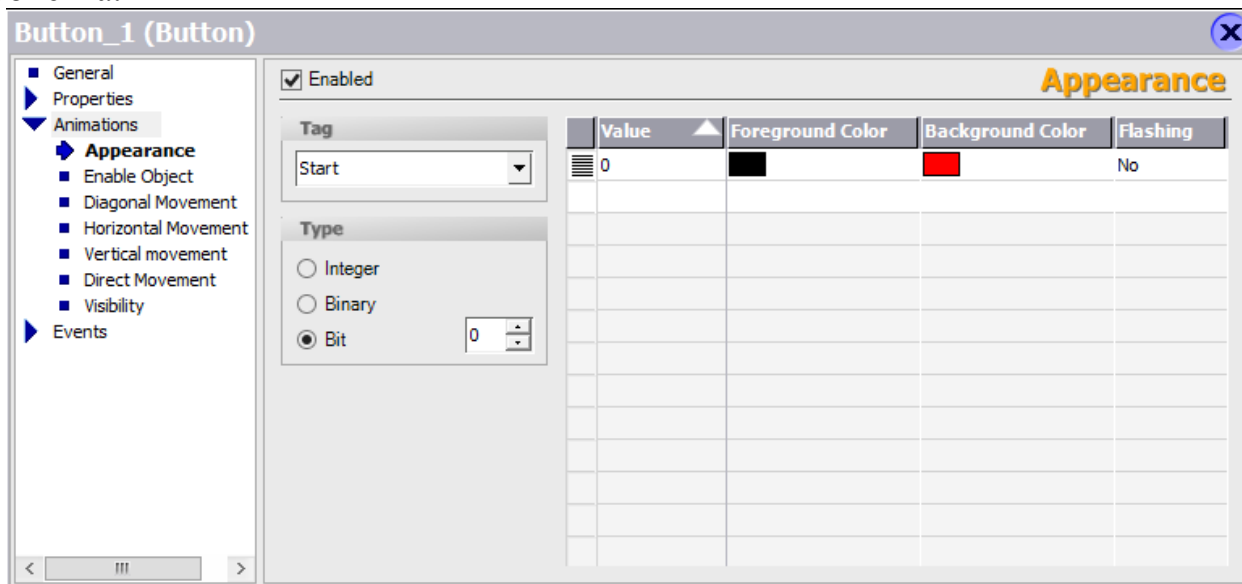 Button_1 (Button)
General
Properties
Animations
Appearance
Enable Object
Diagonal Movement
Horizontal Movement
Vertical movement
Direct Movement
Visibility
Events
Enabled
Appearance
Tag
Start
Type
Integer
Binary
Bit 0
Value Foreground Color Background Color Flashing
0 No